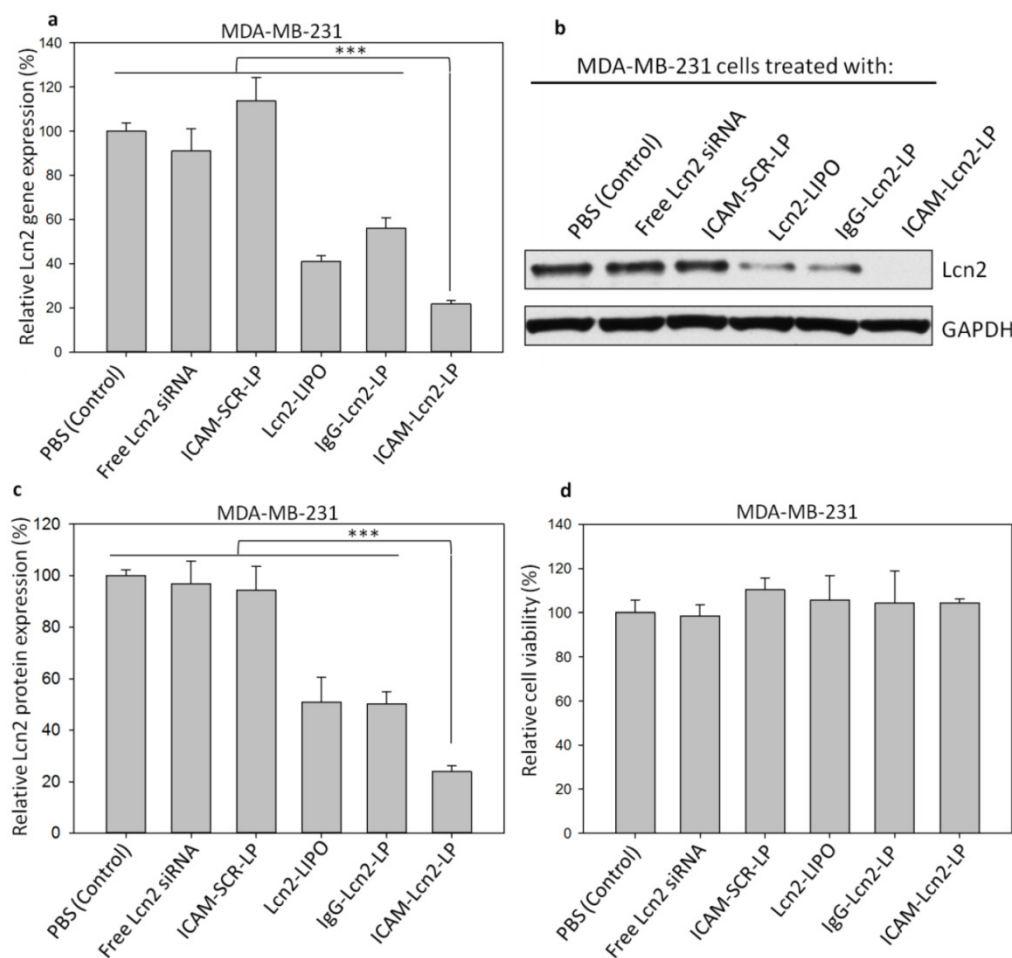 a
MDA-MB-231
***
Relative Lcn2 gene expression (%)
140
120
100
80
60
40
20
0
PBS (Control)
Free Lcn2 siRNA
ICAM-SCR-LP
Lcn2-LIPO
IgG-Lcn2-LP
ICAM-Lcn2-LP
b
MDA-MB-231 cells treated with:
PBS (Control)
Free Lcn2 siRNA
ICAM-SCR-LP
Lcn2-LIPO
IgG-Lcn2-LP
ICAM-Lcn2-LP
Lcn2
GAPDH
c
MDA-MB-231
***
Relative Lcn2 protein expression (%)
120
100
80
60
40
20
0
PBS (Control)
Free Lcn2 siRNA
ICAM-SCR-LP
Lcn2-LIPO
IgG-Lcn2-LP
ICAM-Lcn2-LP
d
MDA-MB-231
Relative cell viability (%)
140
120
100
80
60
40
20
0
PBS (Control)
Free Lcn2 siRNA
ICAM-SCR-LP
Lcn2-LIPO
IgG-Lcn2-LP
ICAM-Lcn2-LP